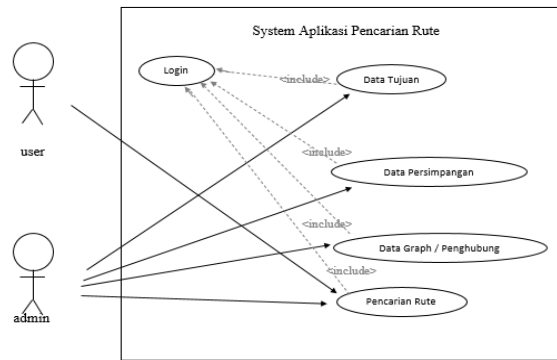 System Aplikasi Pencarian Rute
Login
<include>
Data Tujuan
user
<include>
Data Persimpangan
<include>
Data Graph / Penghubung
<include>
Pencarian Rute
admin